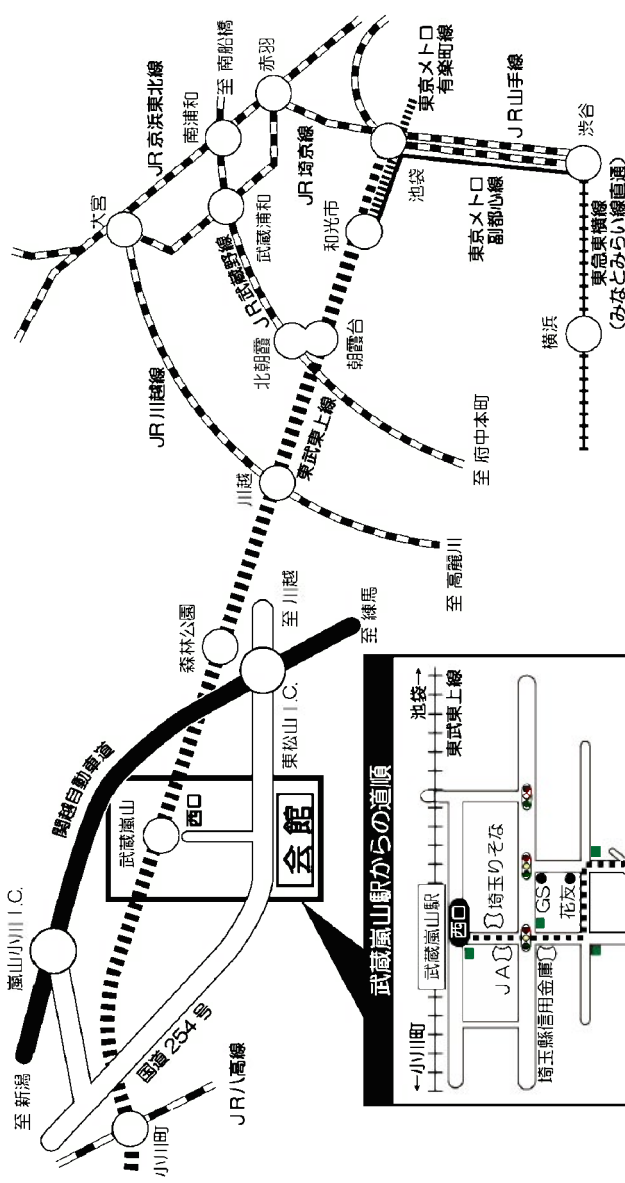 至 新潟
嵐山小川 I.C.
関越自動車道
小川町
JR八高線
国道 254 号
武蔵嵐山
西口
会館
東松山 I.C.
至 川越
至 練馬
森林公園
川越
JR川越線
東武東上線
至 高麗川
大宮
JR京浜東北線
南浦和
至 南船橋
赤羽
武蔵浦和
JR埼京線
JR武蔵野線
北朝霞
朝霞台
至 府中本町
和光市
池袋
東京メトロ
有楽町線
JR山手線
東京メトロ
副都心線
渋谷
東急東横線
(みなとみらい線直通)
横浜
武蔵嵐山駅からの道順
←小川町
武蔵嵐山駅
池袋→
東武東上線
西口
JA
埼玉りそな
埼玉縣信用金庫
GS
花友